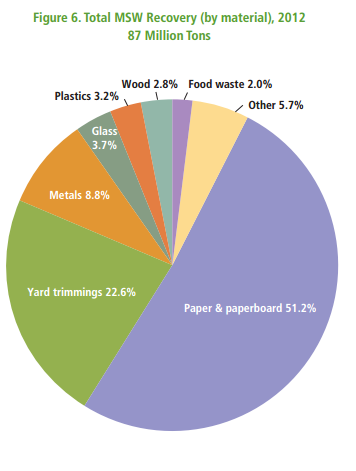 Figure 6. Total MSW Recovery (by material), 2012
87 Million Tons
Wood 2.8%
Food waste 2.0%
Plastics 3.2%
Other 5.7%
Glass
3.7%
Metals 8.8%
Yard trimmings 22.6%
Paper & paperboard 51.2%